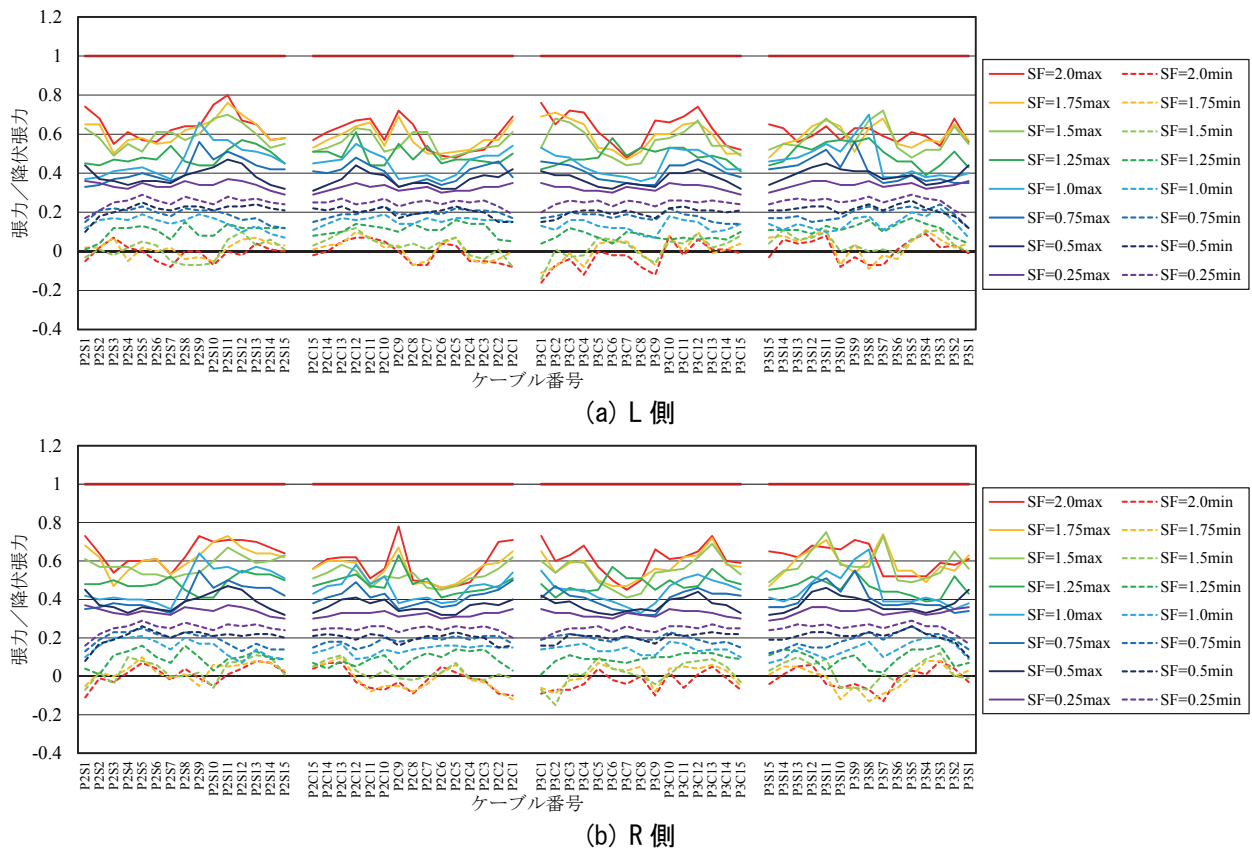 1.2
1
0.8
0.6
0.4
0.2
0
-0.2
-0.4
張力／降伏張力
P2S1 P2S2 P2S3 P2S4 P2S5 P2S6 P2S7 P2S8 P2S9 P2S10 P2S11 P2S12 P2S13 P2S14 P2S15 P2C15 P2C14 P2C13 P2C12 P2C11 P2C10 P2C9 P2C8 P2C7 P2C6 P2C5 P2C4 P2C3 P2C2 P2C1 P3C1 P3C2 P3C3 P3C4 P3C5 P3C6 P3C7 P3C8 P3C9 P3C10 P3C11 P3C12 P3C13 P3C14 P3C15 P3S15 P3S14 P3S13 P3S12 P3S11 P3S10 P3S9 P3S8 P3S7 P3S6 P3S5 P3S4 P3S3 P3S2 P3S1
ケーブル番号
SF=2.0max SF=2.0min
SF=1.75max SF=1.75min
SF=1.5max SF=1.5min
SF=1.25max SF=1.25min
SF=1.0max SF=1.0min
SF=0.75max SF=0.75min
SF=0.5max SF=0.5min
SF=0.25max SF=0.25min
(a) L 側
1.2
1
0.8
0.6
0.4
0.2
0
-0.2
-0.4
張力／降伏張力
P2S1 P2S2 P2S3 P2S4 P2S5 P2S6 P2S7 P2S8 P2S9 P2S10 P2S11 P2S12 P2S13 P2S14 P2S15 P2C15 P2C14 P2C13 P2C12 P2C11 P2C10 P2C9 P2C8 P2C7 P2C6 P2C5 P2C4 P2C3 P2C2 P2C1 P3C1 P3C2 P3C3 P3C4 P3C5 P3C6 P3C7 P3C8 P3C9 P3C10 P3C11 P3C12 P3C13 P3C14 P3C15 P3S15 P3S14 P3S13 P3S12 P3S11 P3S10 P3S9 P3S8 P3S7 P3S6 P3S5 P3S4 P3S3 P3S2 P3S1
ケーブル番号
SF=2.0max SF=2.0min
SF=1.75max SF=1.75min
SF=1.5max SF=1.5min
SF=1.25max SF=1.25min
SF=1.0max SF=1.0min
SF=0.75max SF=0.75min
SF=0.5max SF=0.5min
SF=0.25max SF=0.25min
(b) R 側